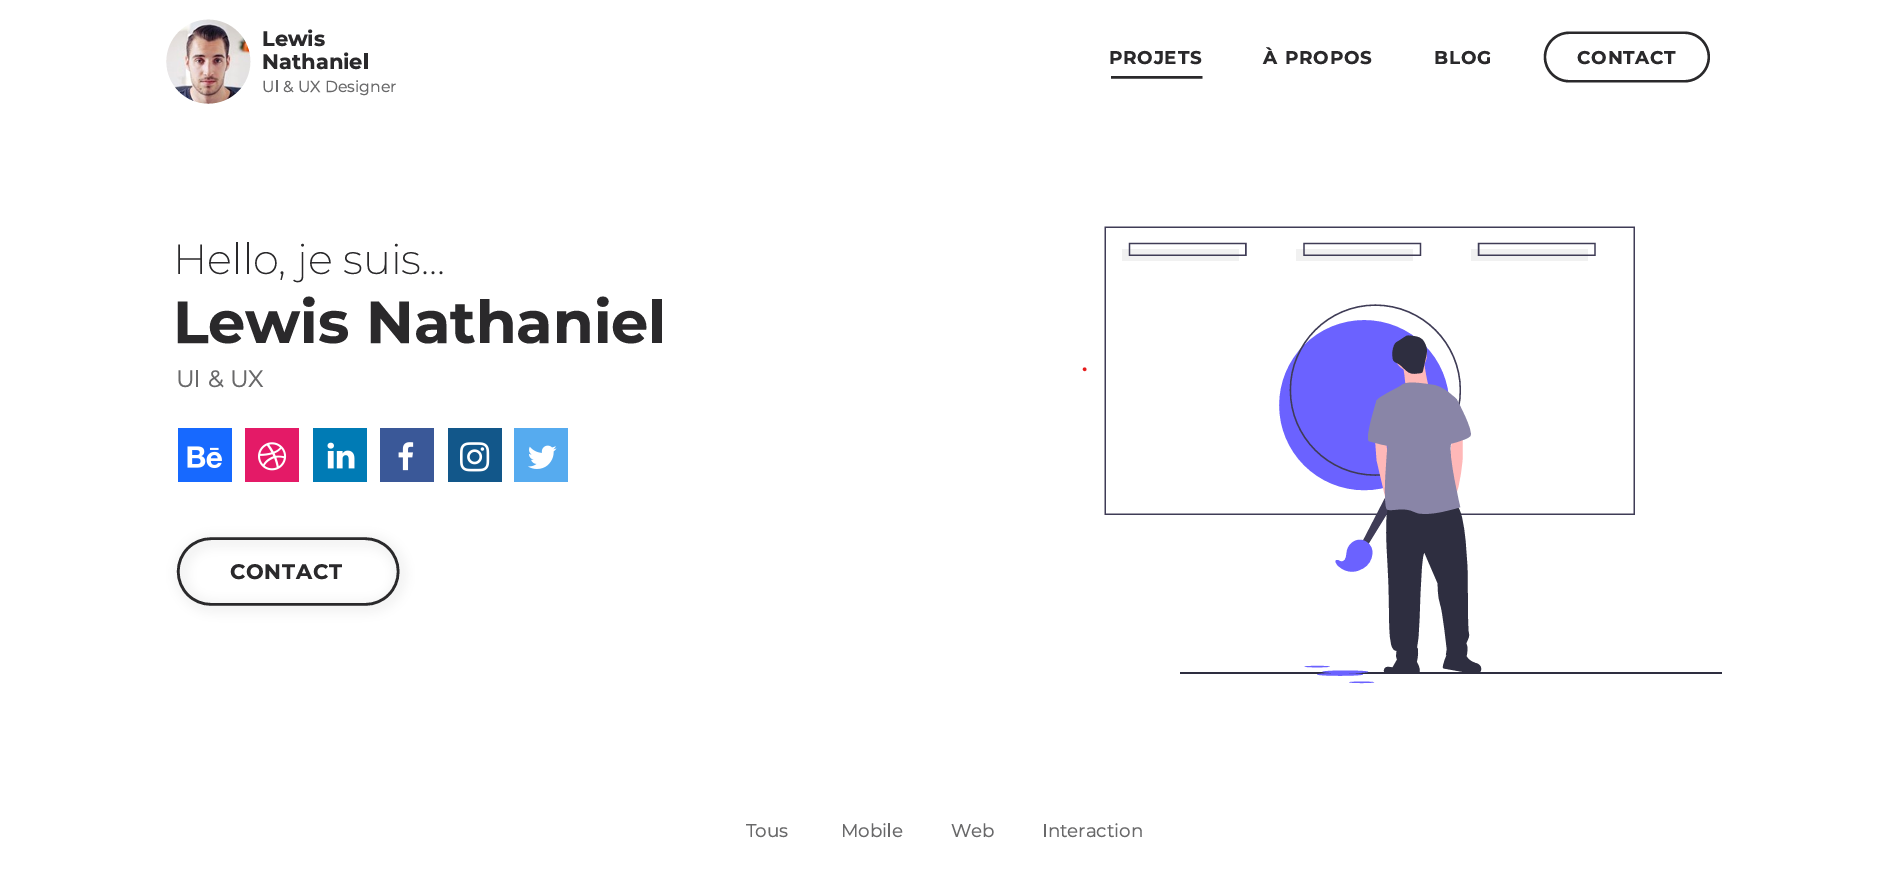 Lewis
Nathaniel
UI & UX Designer
PROJETS
À PROPOS
BLOG
CONTACT
Hello, je suis...
Lewis Nathaniel
UI & UX
Bē
in
f
CONTACT
Tous
Mobile
Web
Interaction